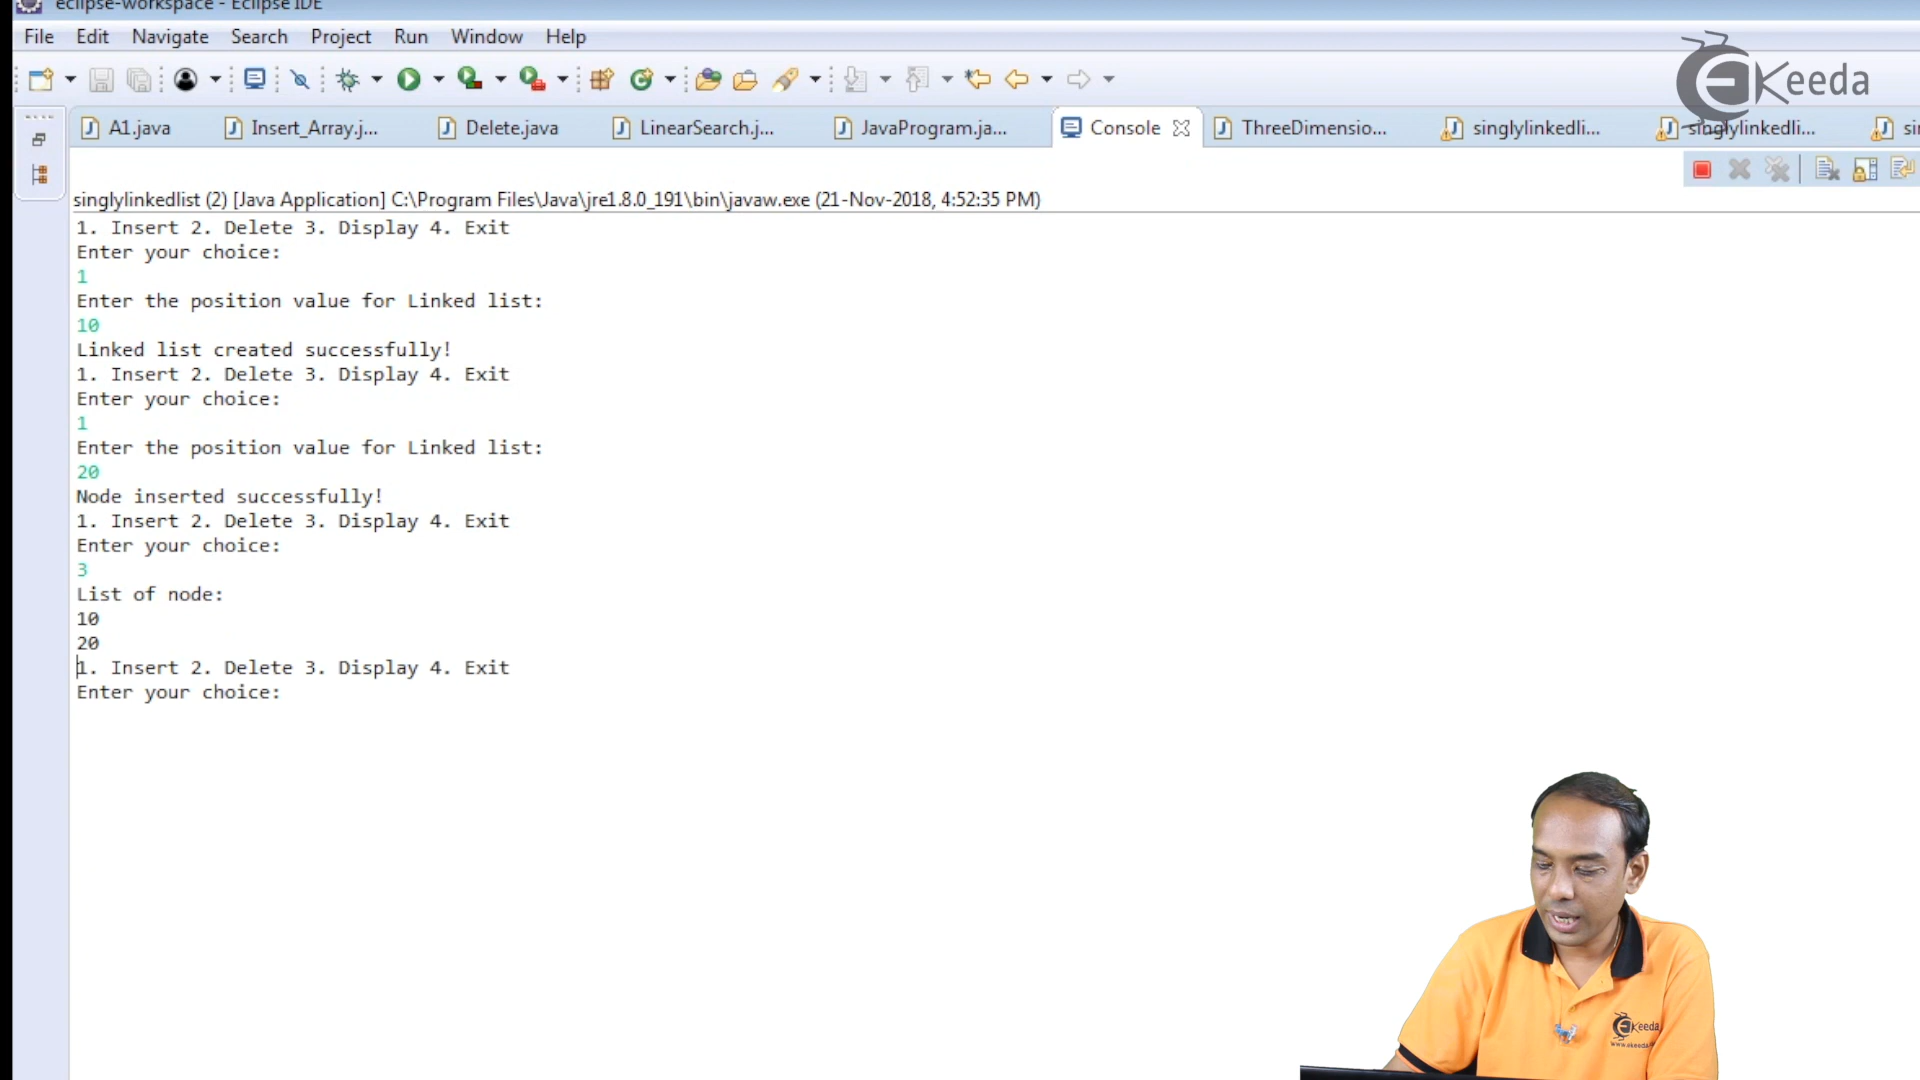 eclipse-workspace - Eclipse IDE
File Edit Navigate Search Project Run Window Help
Keeda
A1.java Insert_Array.j... Delete.java LinearSearch.j... JavaProgram.ja... Console ThreeDimensio... singlylinkedli... singlylinkedli... si
singlylinkedlist (2) [Java Application] C:\Program Files\Java\jre1.8.0_191\bin\javaw.exe (21-Nov-2018, 4:52:35 PM)
1. Insert 2. Delete 3. Display 4. Exit
Enter your choice:
1
Enter the position value for Linked list:
10
Linked list created successfully!
1. Insert 2. Delete 3. Display 4. Exit
Enter your choice:
1
Enter the position value for Linked list:
20
Node inserted successfully!
1. Insert 2. Delete 3. Display 4. Exit
Enter your choice:
3
List of node:
10
20
1. Insert 2. Delete 3. Display 4. Exit
Enter your choice:
eKeeda